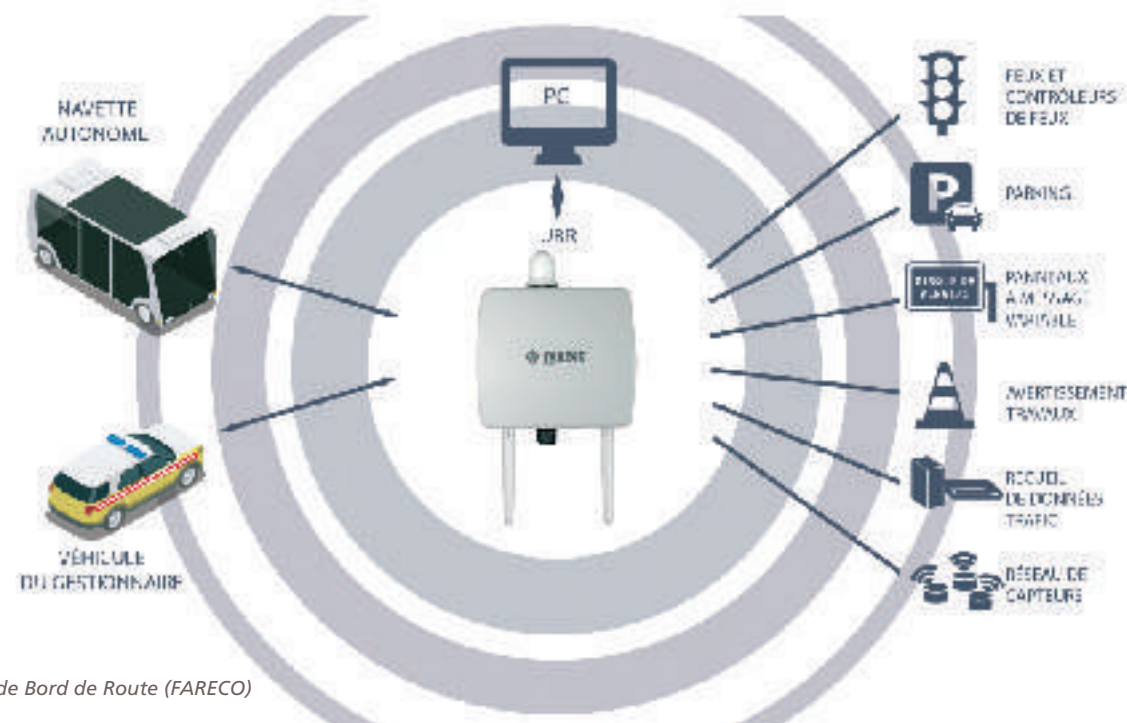 NAVETTE
AUTONOME
PC
UBR
FEUX ET
CONTRÔLEURS
DE FEUX
PARKING
P
PANNEAUX
À MESSAGE
VARIABLE
AVERTISSEMENT
TRAVAUX
RECUEIL
DE DONNÉES
TRAFIC
RÉSEAU DE
CAPTEURS
VÉHICULE
DU GESTIONNAIRE
de Bord de Route (FARECO)